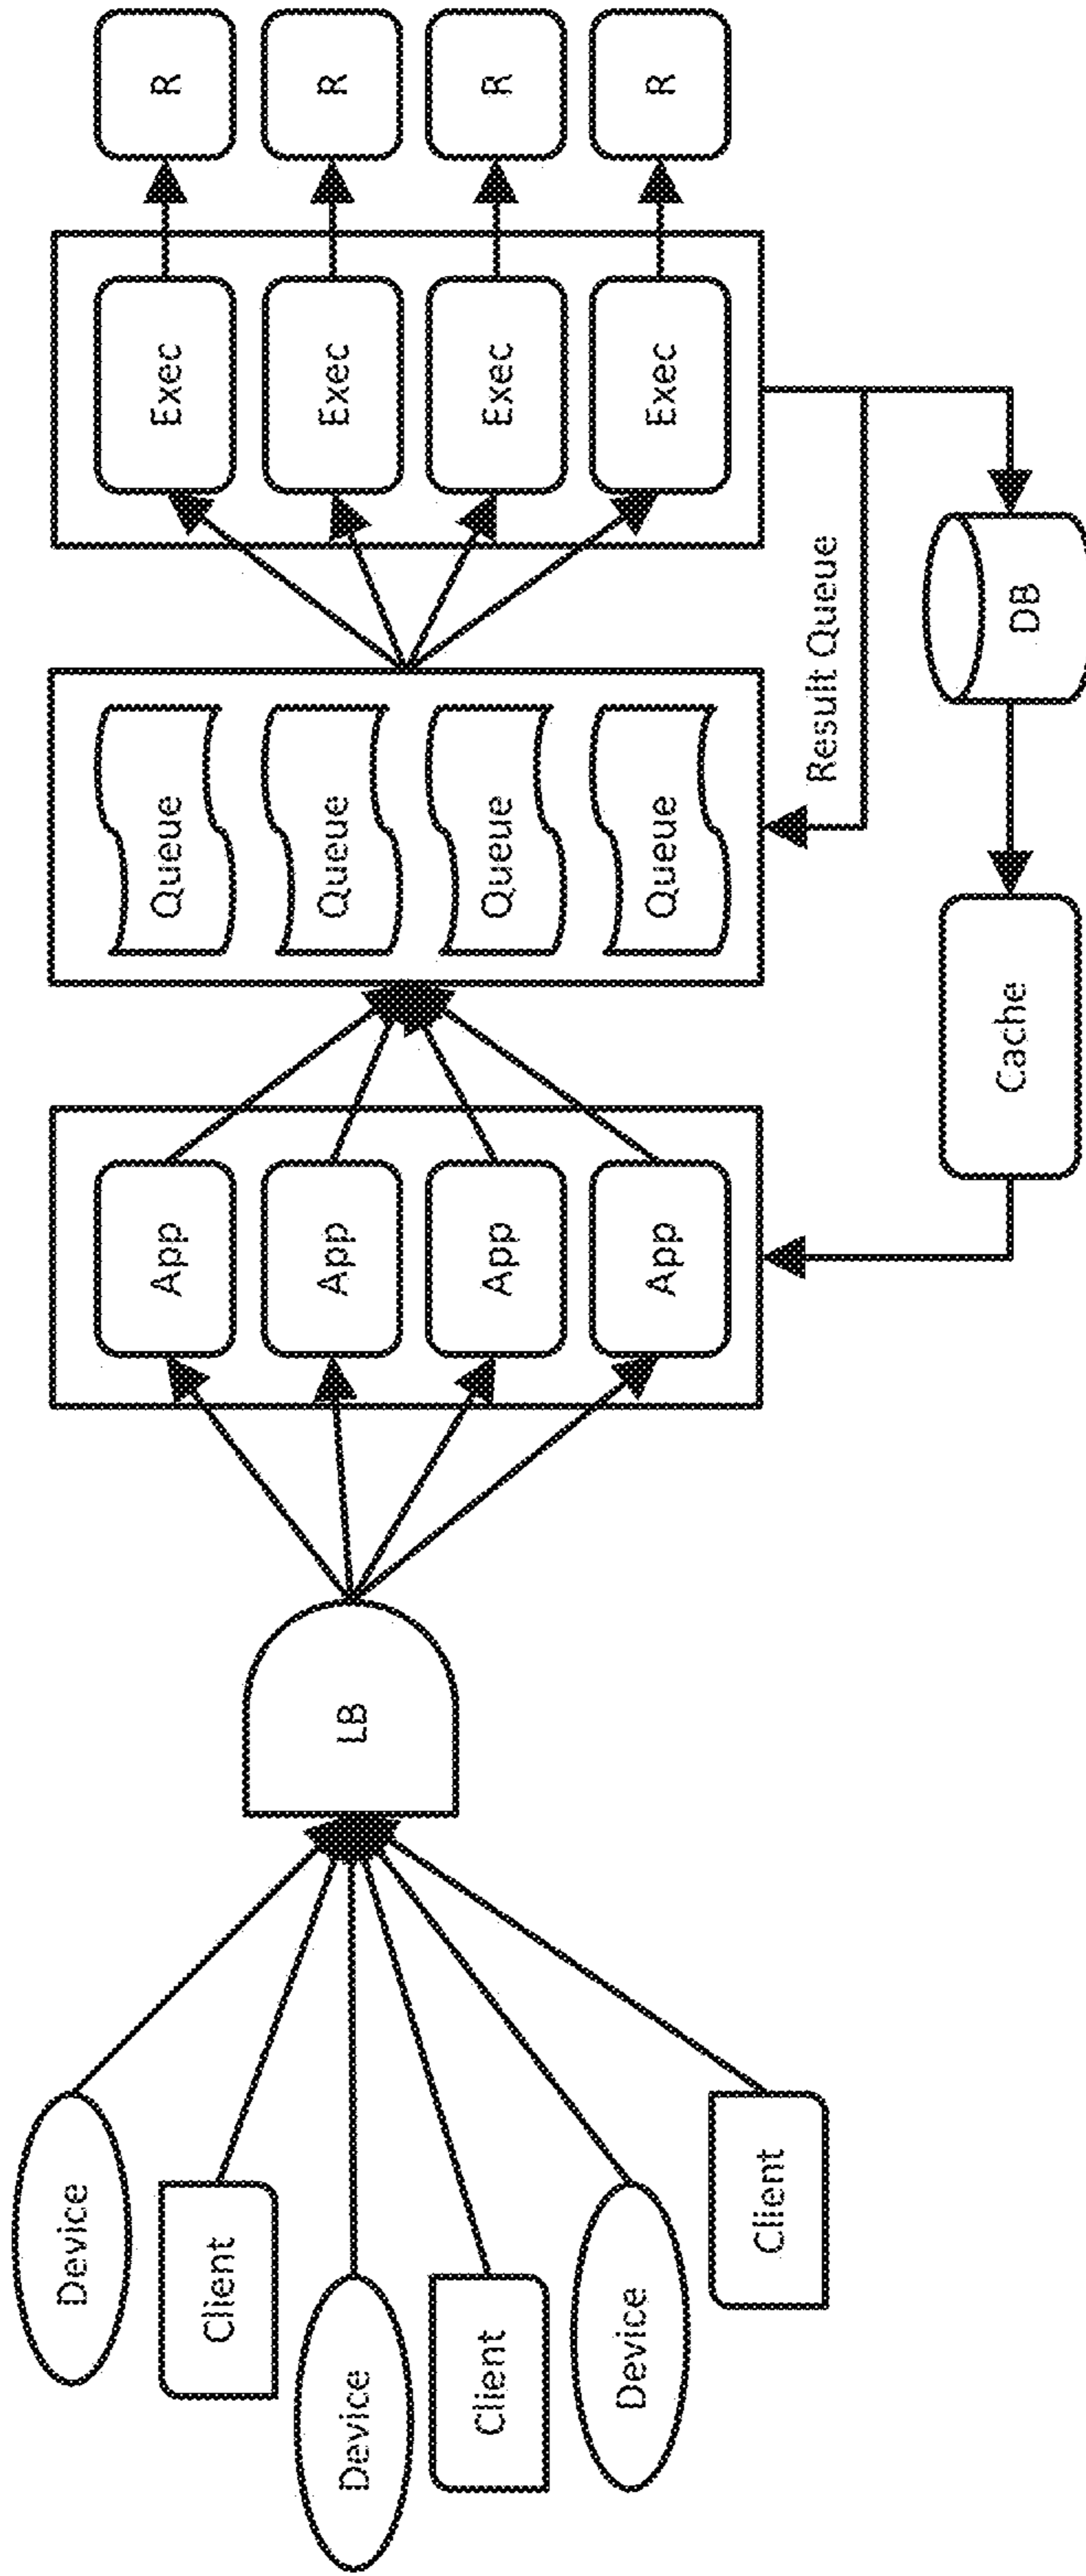 Device
Client
Device
Client
Device
Client
LB
App
App
App
App
Queue
Queue
Queue
Queue
Exec
Exec
Exec
Exec
R
R
R
R
Result Queue
DB
Cache